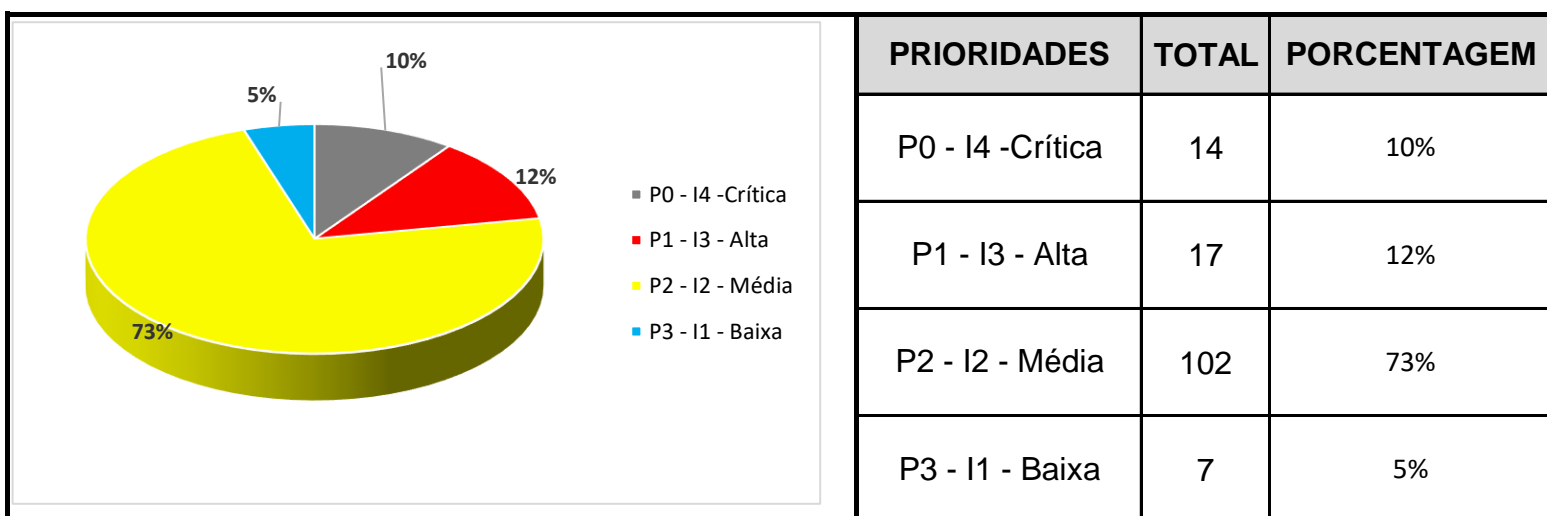 10%
5%
12%
73%
P0 - I4 -Crítica
P1 - I3 - Alta
P2 - I2 - Média
P3 - I1 - Baixa
PRIORIDADES TOTAL PORCENTAGEM
P0 - I4 -Crítica 14 10%
P1 - I3 - Alta 17 12%
P2 - I2 - Média 102 73%
P3 - I1 - Baixa 7 5%